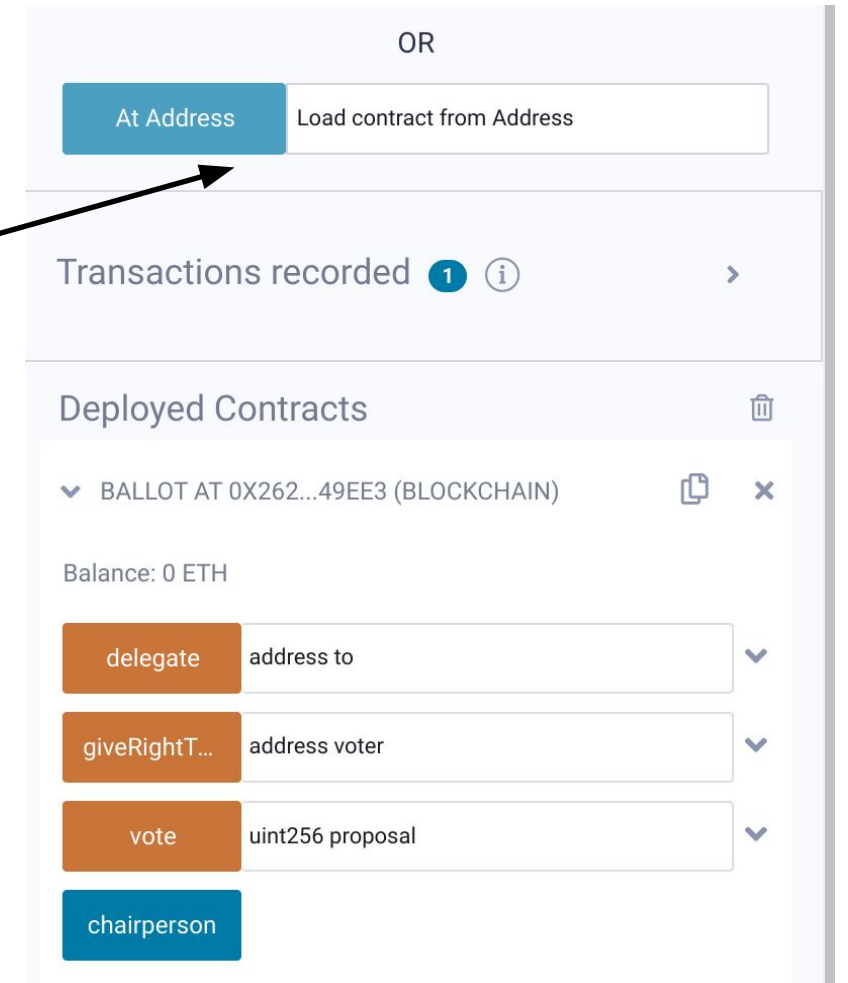 OR
At Address Load contract from Address
Transactions recorded 1 i
Deployed Contracts
BALLOT AT 0X262...49EE3 (BLOCKCHAIN)
Balance: 0 ETH
delegate address to
giveRightT... address voter
vote uint256 proposal
chairperson